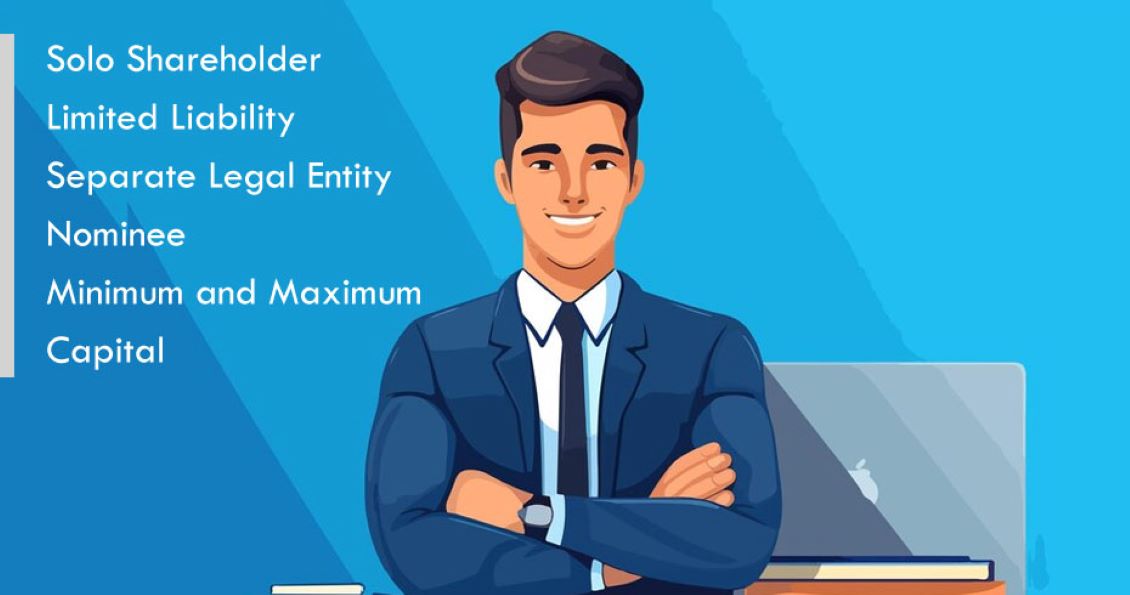 Solo Shareholder
Limited Liability
Separate Legal Entity
Nominee
Minimum and Maximum
Capital